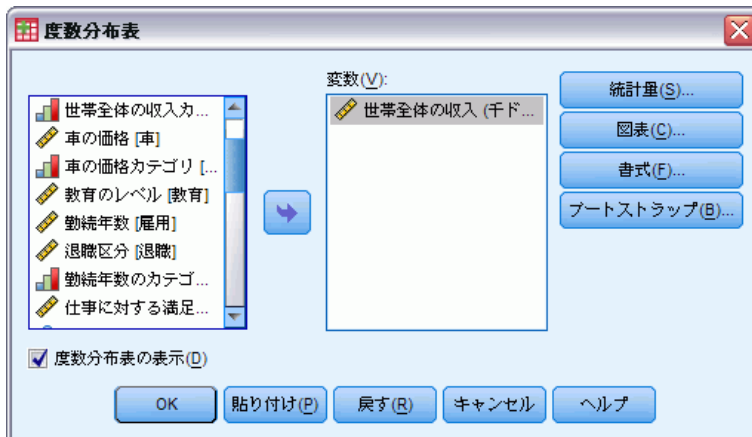 度数分布表
変数(V):
世帯全体の収入カ...
車の価格 [車]
車の価格カテゴリ [...
教育のレベル [教育]
勤続年数 [雇用]
退職区分 [退職]
勤続年数のカテゴ...
仕事に対する満足...
世帯全体の収入 (千ド...
統計量(S)...
図表(C)...
書式(F)...
ブートストラップ(B)...
度数分布表の表示(D)
OK
貼り付け(P)
戻す(R)
キャンセル
ヘルプ